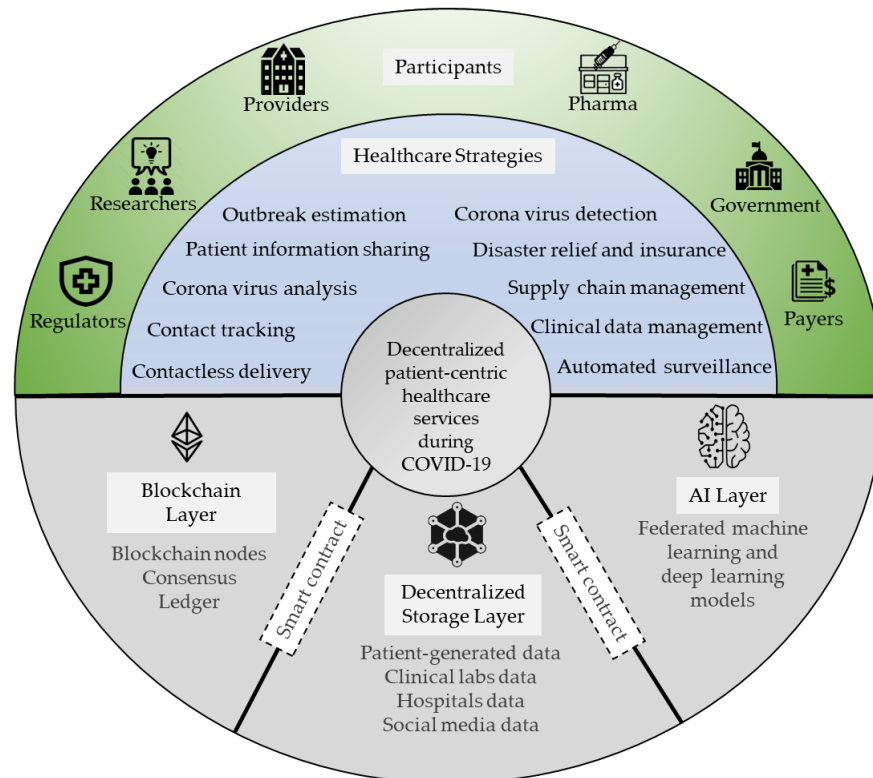 Participants
Providers
Pharma
Researchers
Government
Regulators
Payers
Healthcare Strategies
Outbreak estimation
Corona virus detection
Patient information sharing
Disaster relief and insurance
Corona virus analysis
Supply chain management
Contact tracking
Clinical data management
Contactless delivery
Automated surveillance
Decentralized
patient-centric
healthcare
services
during
COVID-19
Blockchain
Layer
Blockchain nodes
Consensus
Ledger
Smart contract
Decentralized
Storage Layer
Patient-generated data
Clinical labs data
Hospitals data
Social media data
Smart contract
AI Layer
Federated machine
learning and
deep learning
models